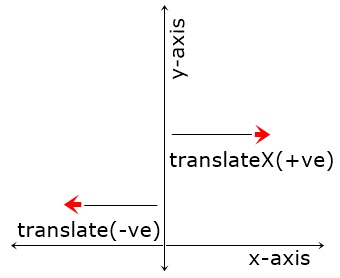 y-axis
translateX(+ve)
translate(-ve)
x-axis